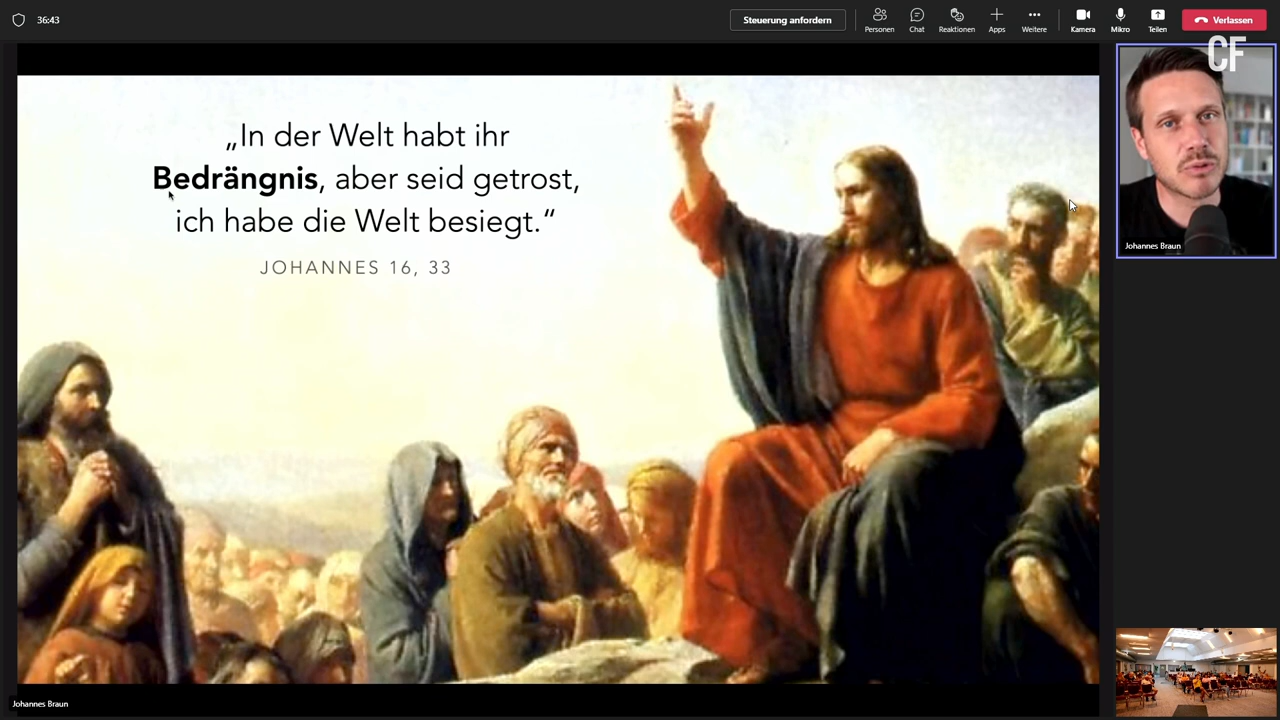 36:43
Steuerung anfordern
Personen
Chat
Reaktionen
Apps
Weitere
Kamera
Mikro
Teilen
Verlassen
CF
„In der Welt habt ihr
Bedrängnis, aber seid getrost,
ich habe die Welt besiegt.“
JOHANNES 16, 33
Johannes Braun
Johannes Braun